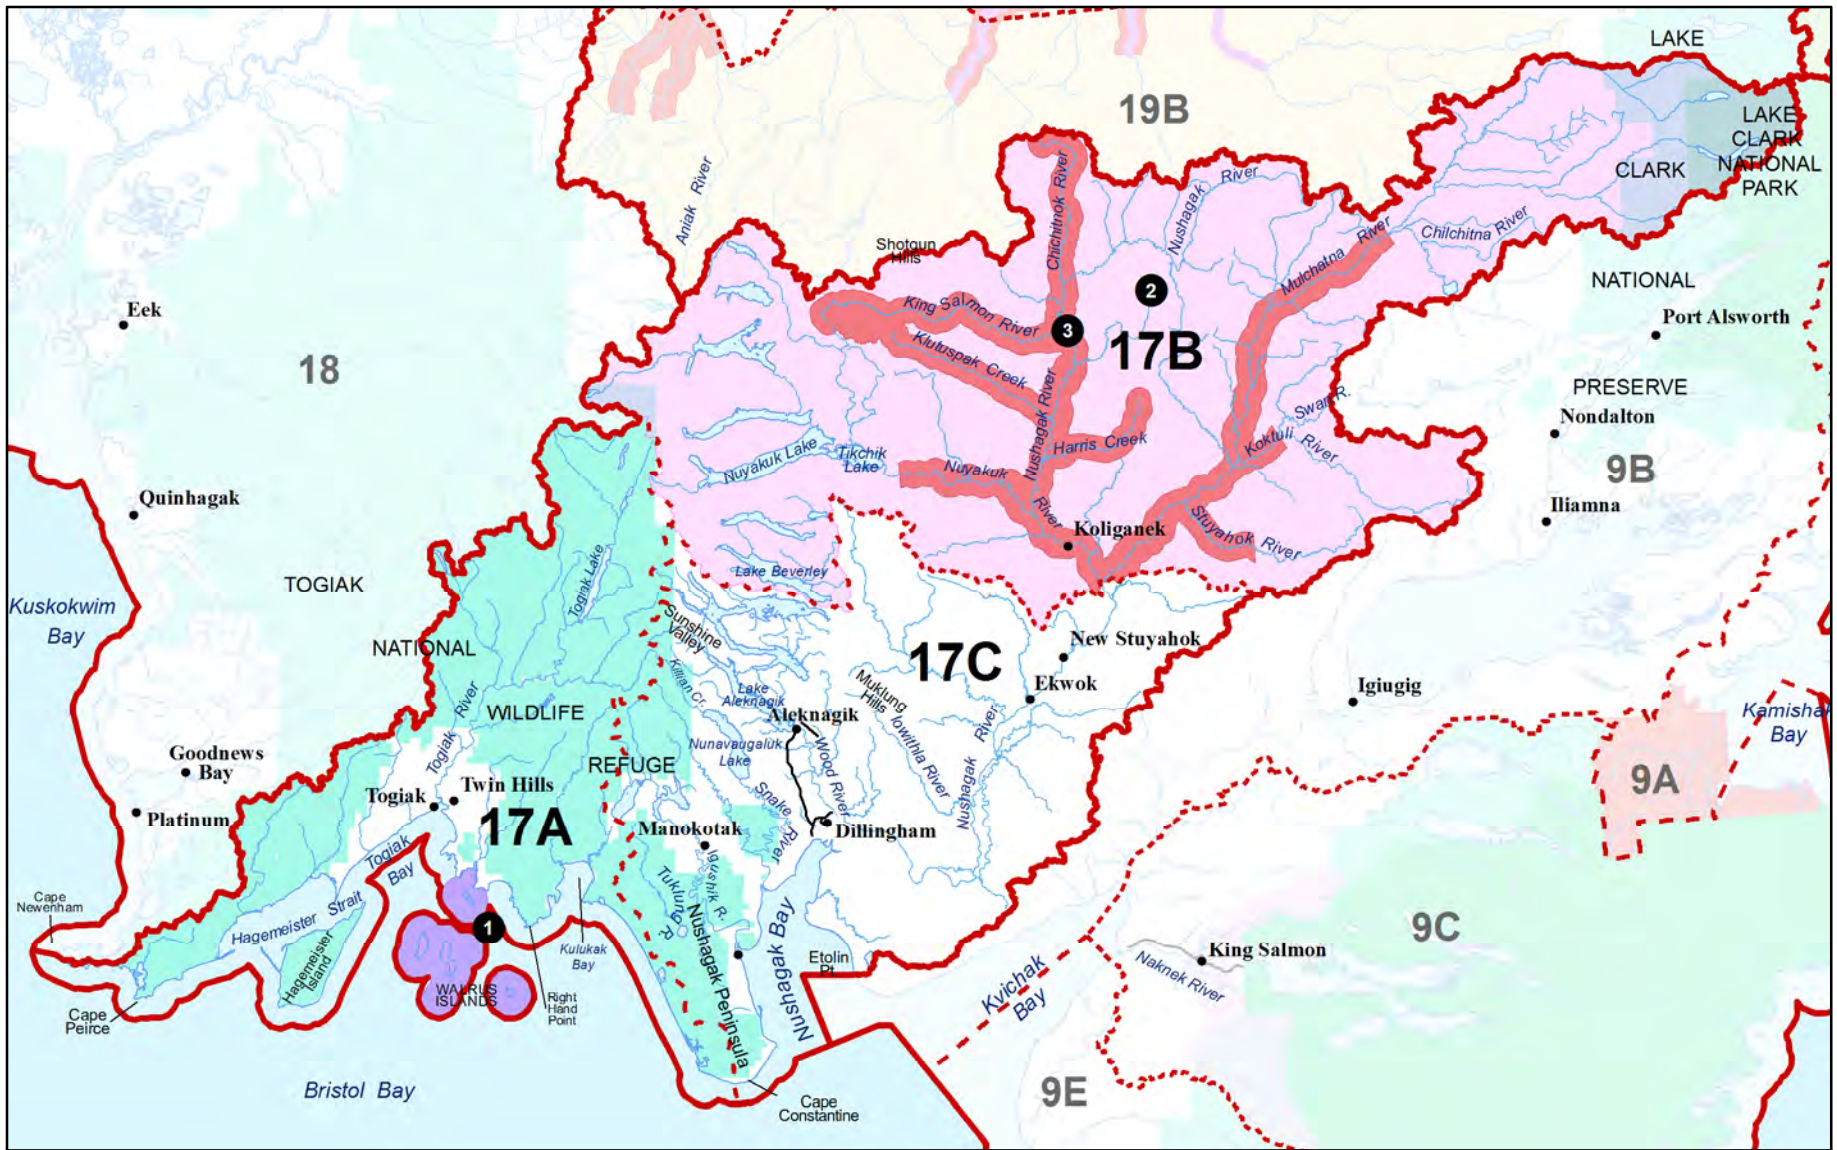 LAKE
19B
LAKE
CLARK
NATIONAL
PARK
CLARK
Aniak River
Chichitnok River
Nushagak River
Mulchatna River
Chilchitna River
Shotgun
Hills
NATIONAL
2
Eek
King Salmon River
3
17B
Port Alsworth
18
Klutuspak Creek
Nushagak River
PRESERVE
Swan R.
Nondalton
Harris Creek
Koktuli River
Nuyakuk Lake
Tikchik
Lake
Nuyakuk River
9B
Quinhagak
Iliamna
Koliganek
Stuyahok River
Lake Beverley
TOGIAK
Togiak Lake
Kuskokwim
Bay
Sunshine
Valley
NATIONAL
17C
New Stuyahok
Killian Cr.
Muklung
Hills
Ekwok
Igiugig
Lake
Aleknagik
Aleknagik
WILDLIFE
Togiak River
Kamishak
Bay
Nunavaugaluk
Lake
Wood River
Iowithla River
Nushagak River
Goodnews
Bay
REFUGE
9A
Togiak
Twin Hills
Snake River
Platinum
17A
Manokotak
Dillingham
Togiak
Bay
Igushik R.
Tuklung R.
Cape
Newenham
Hagemeister Strait
1
Kulukak
Bay
Nushagak Peninsula
Nushagak Bay
Etolin
Pt.
King Salmon
9C
Naknek River
Kvichak
Bay
Hagemeister
Island
WALRUS
ISLANDS
Right
Hand
Point
Cape
Peirce
Bristol Bay
Cape
Constantine
9E